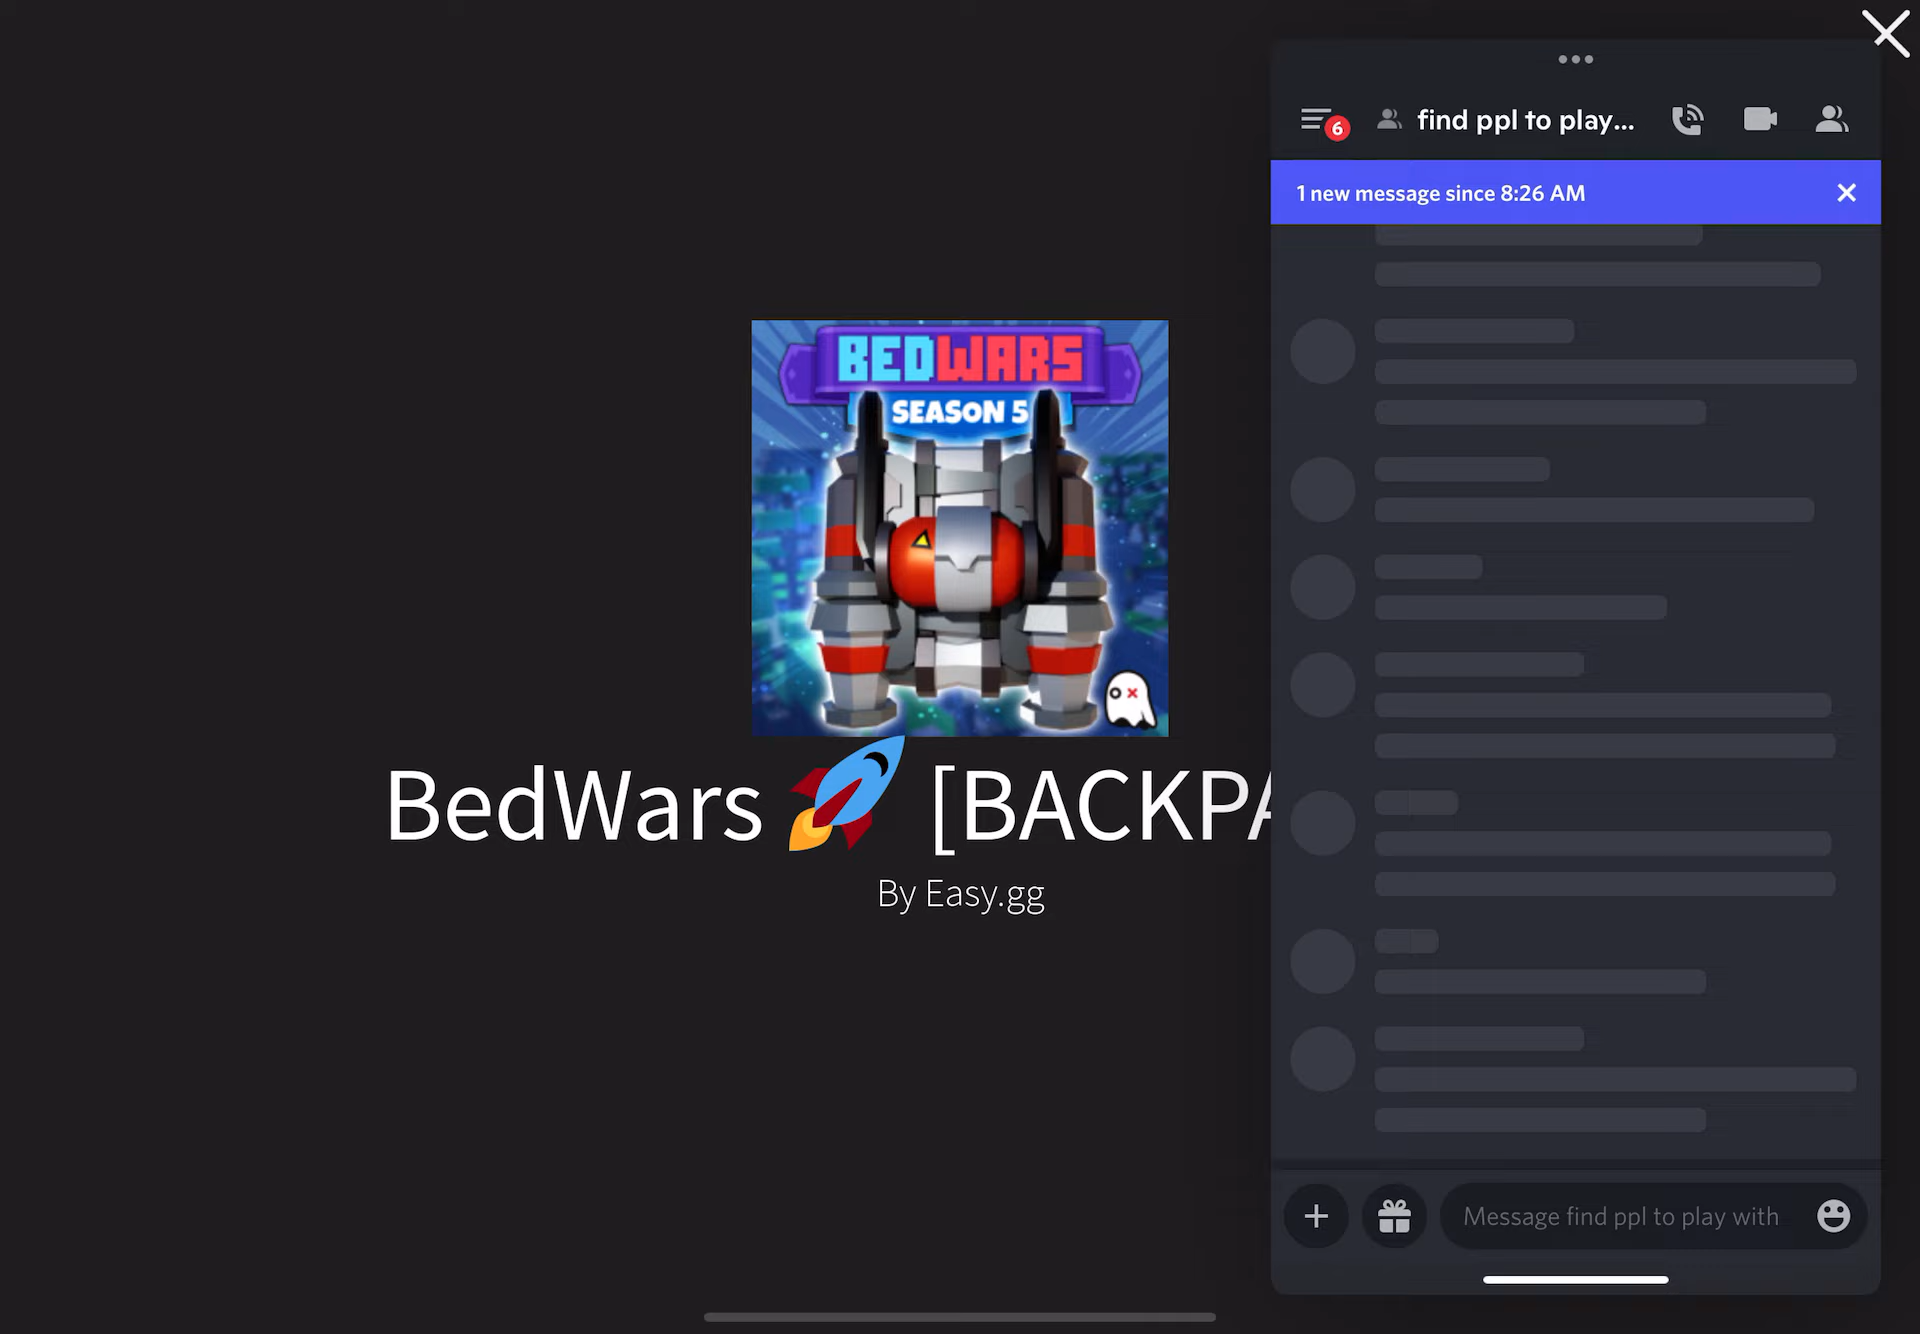 BEDWARS
SEASON 5
BedWars 🚀 [BACKPA
By Easy.gg
6
find ppl to play...
1 new message since 8:26 AM
Message find ppl to play with